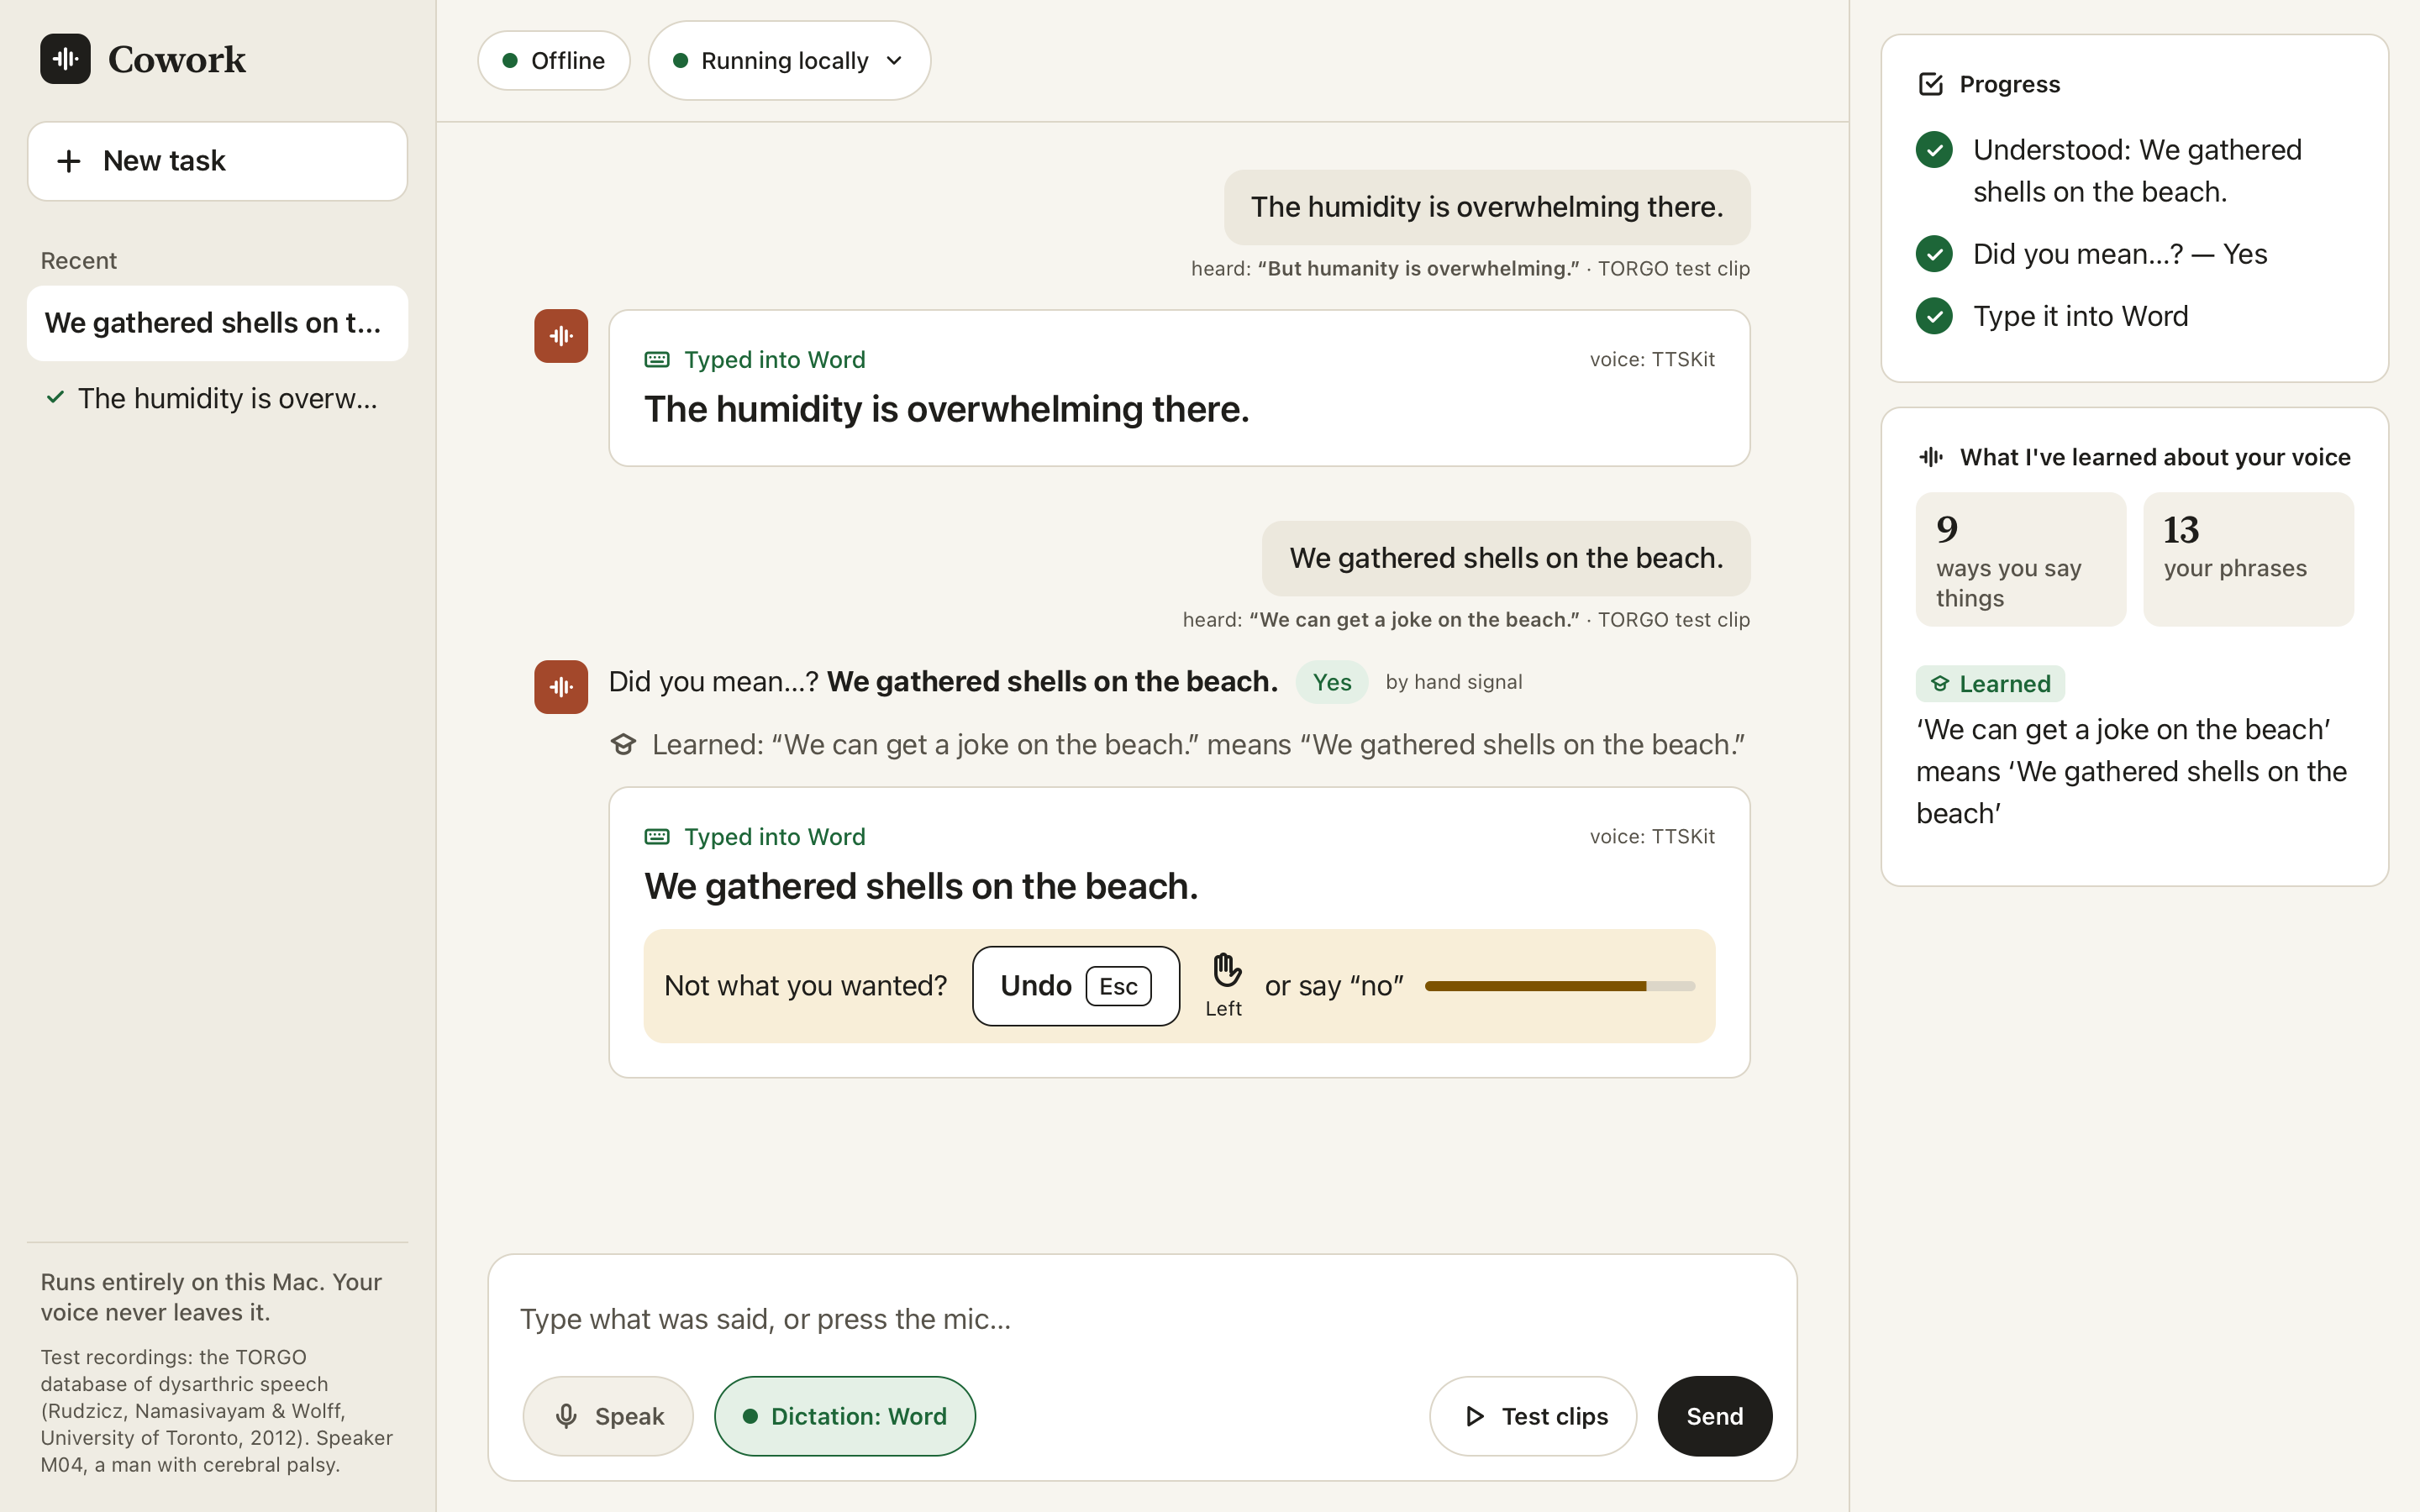 Cowork
New task
Recent
We gathered shells on t...
The humidity is overw...
Runs entirely on this Mac. Your
voice never leaves it.
Test recordings: the TORGO
database of dysarthric speech
(Rudzicz, Namasivayam & Wolff,
University of Toronto, 2012). Speaker
M04, a man with cerebral palsy.
Offline
Running locally
The humidity is overwhelming there.
heard: “But humanity is overwhelming.” · TORGO test clip
Typed into Word
voice: TTSKit
The humidity is overwhelming there.
We gathered shells on the beach.
heard: “We can get a joke on the beach.” · TORGO test clip
Did you mean...? We gathered shells on the beach. Yes by hand signal
Learned: “We can get a joke on the beach.” means “We gathered shells on the beach.”
Typed into Word
voice: TTSKit
We gathered shells on the beach.
Not what you wanted? Undo Esc
Left
or say “no”
Type what was said, or press the mic...
Speak
Dictation: Word
Test clips
Send
Progress
Understood: We gathered
shells on the beach.
Did you mean...? — Yes
Type it into Word
What I've learned about your voice
9
ways you say
things
13
your phrases
Learned
‘We can get a joke on the beach’
means ‘We gathered shells on the
beach’